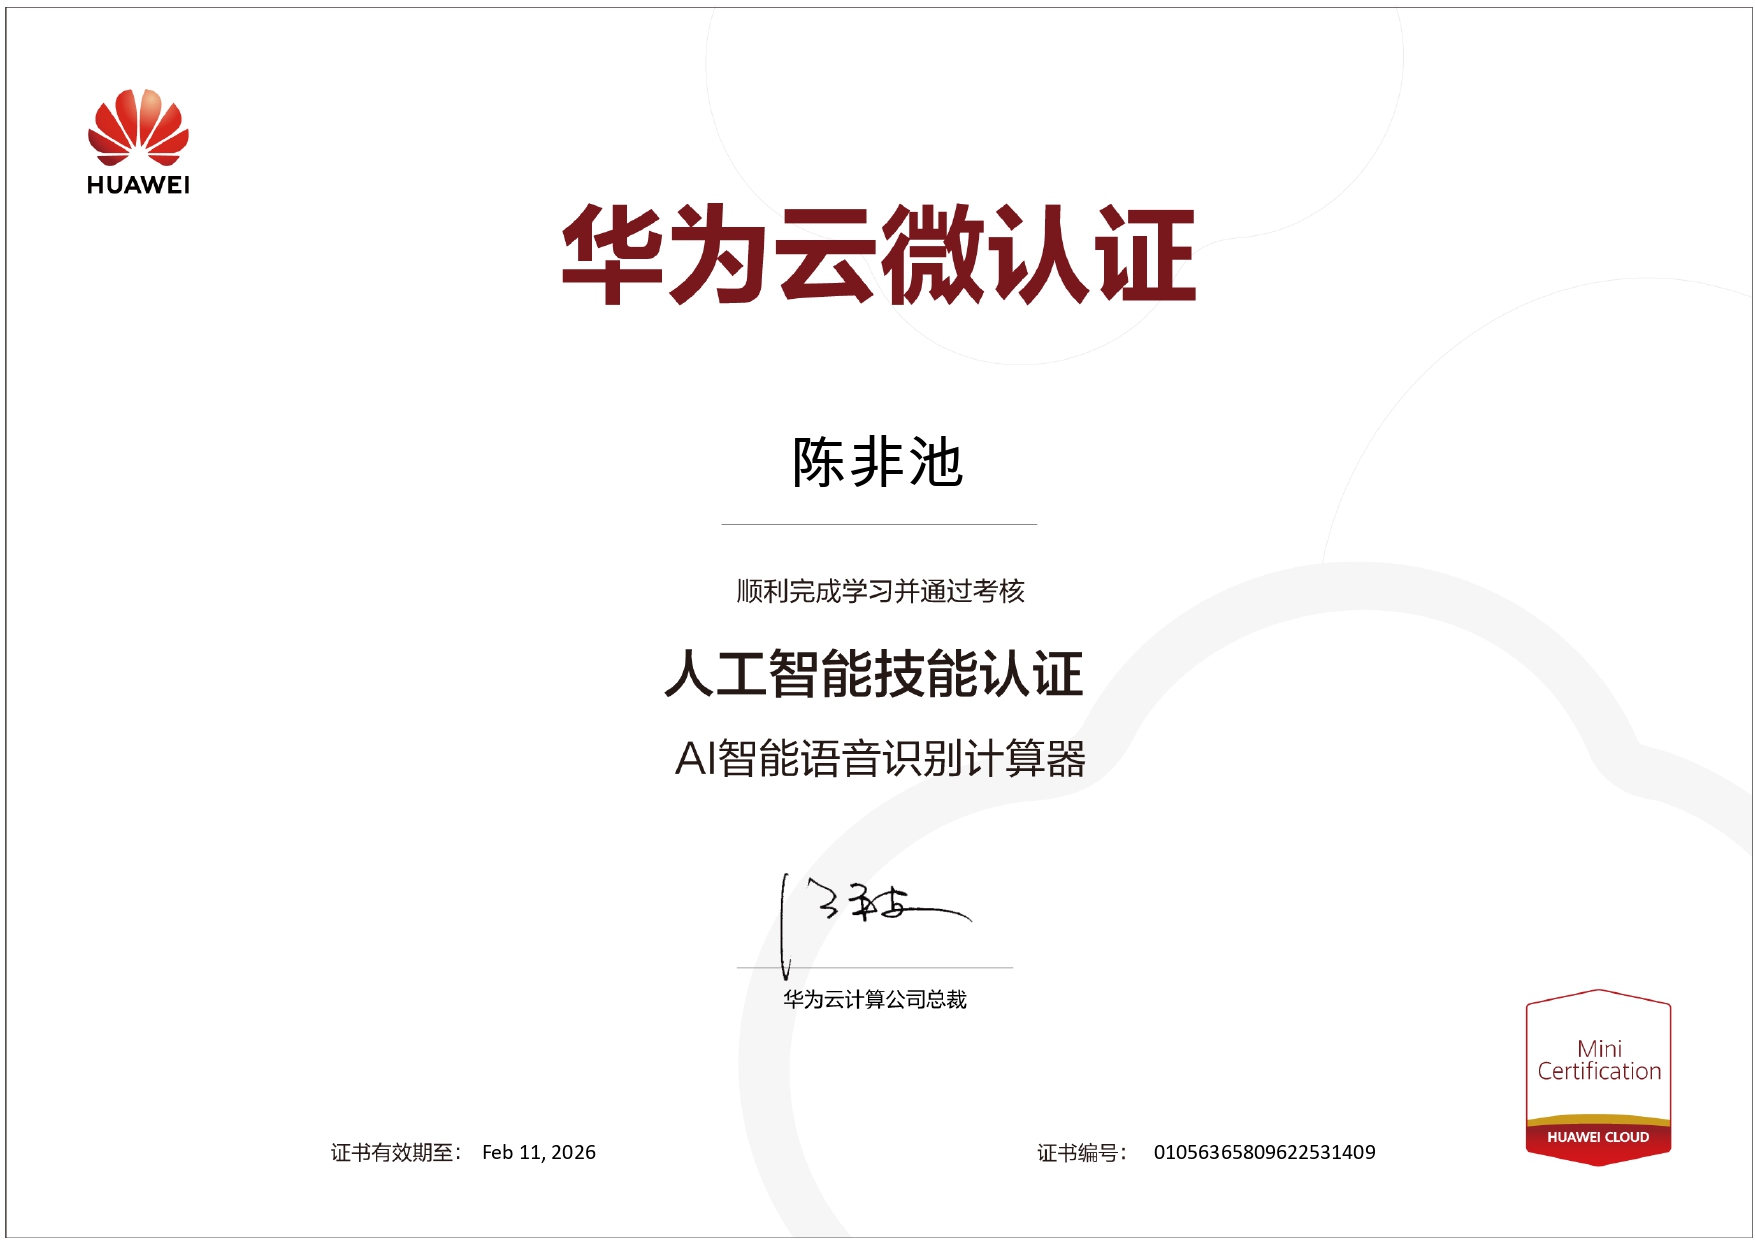 HUAWEI
华为云微认证
陈非池
顺利完成学习并通过考核
人工智能技能认证
AI智能语音识别计算器
华为云计算公司总裁
Mini
Certification
HUAWEI CLOUD
证书有效期至： Feb 11, 2026
证书编号： 01056365809622531409